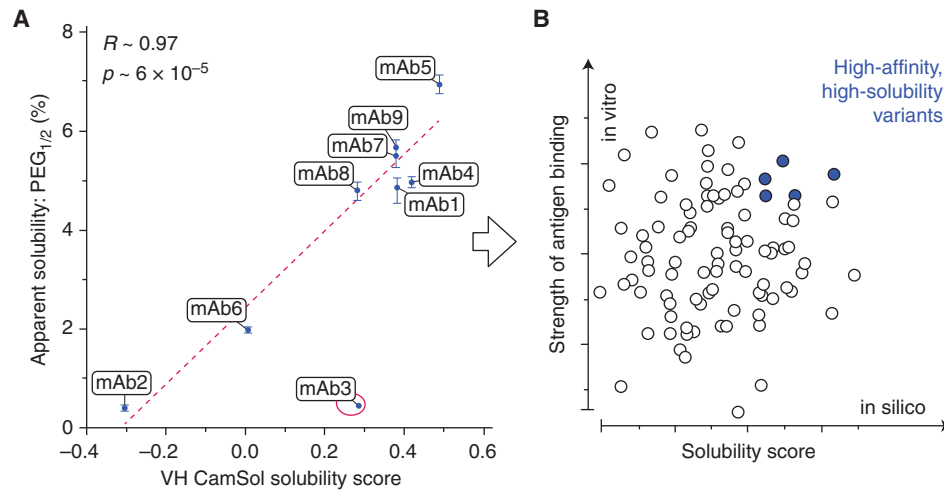 A
R ~ 0.97
p ~ 6 × 10–5
Apparent solubility: PEG1/2 (%)
8
6
4
2
0
mAb5
mAb9
mAb7
mAb8
mAb4
mAb1
mAb6
mAb2
mAb3
–0.4
–0.2
0.0
0.2
0.4
0.6
VH CamSol solubility score
B
High-affinity,
high-solubility
variants
in vitro
Strength of antigen binding
in silico
Solubility score